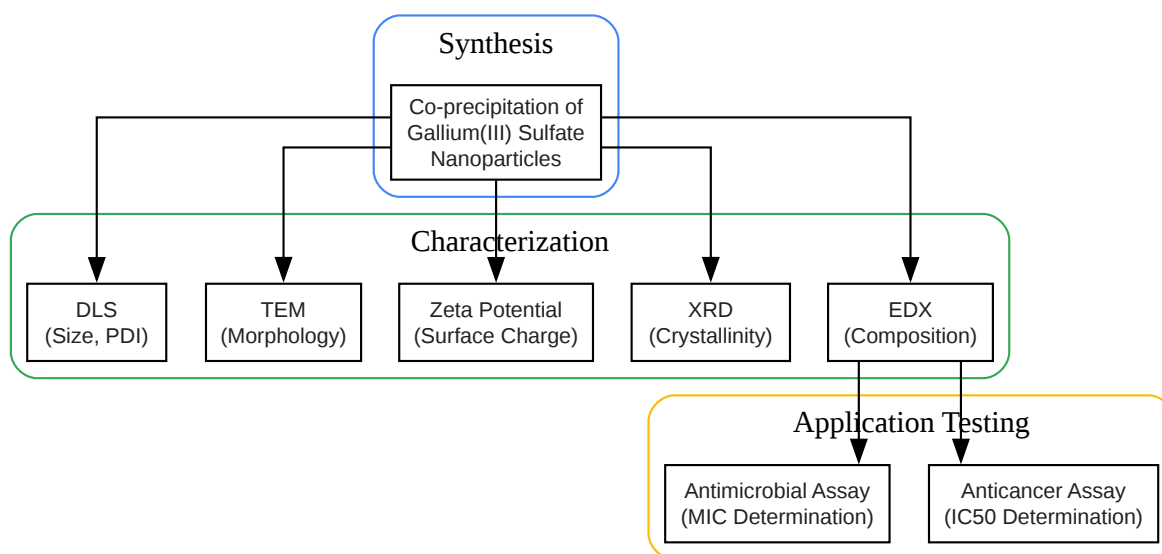 Synthesis
Co-precipitation of
Gallium(III) Sulfate
Nanoparticles
Characterization
DLS
(Size, PDI)
TEM
(Morphology)
Zeta Potential
(Surface Charge)
XRD
(Crystallinity)
EDX
(Composition)
Application Testing
Antimicrobial Assay
(MIC Determination)
Anticancer Assay
(IC50 Determination)